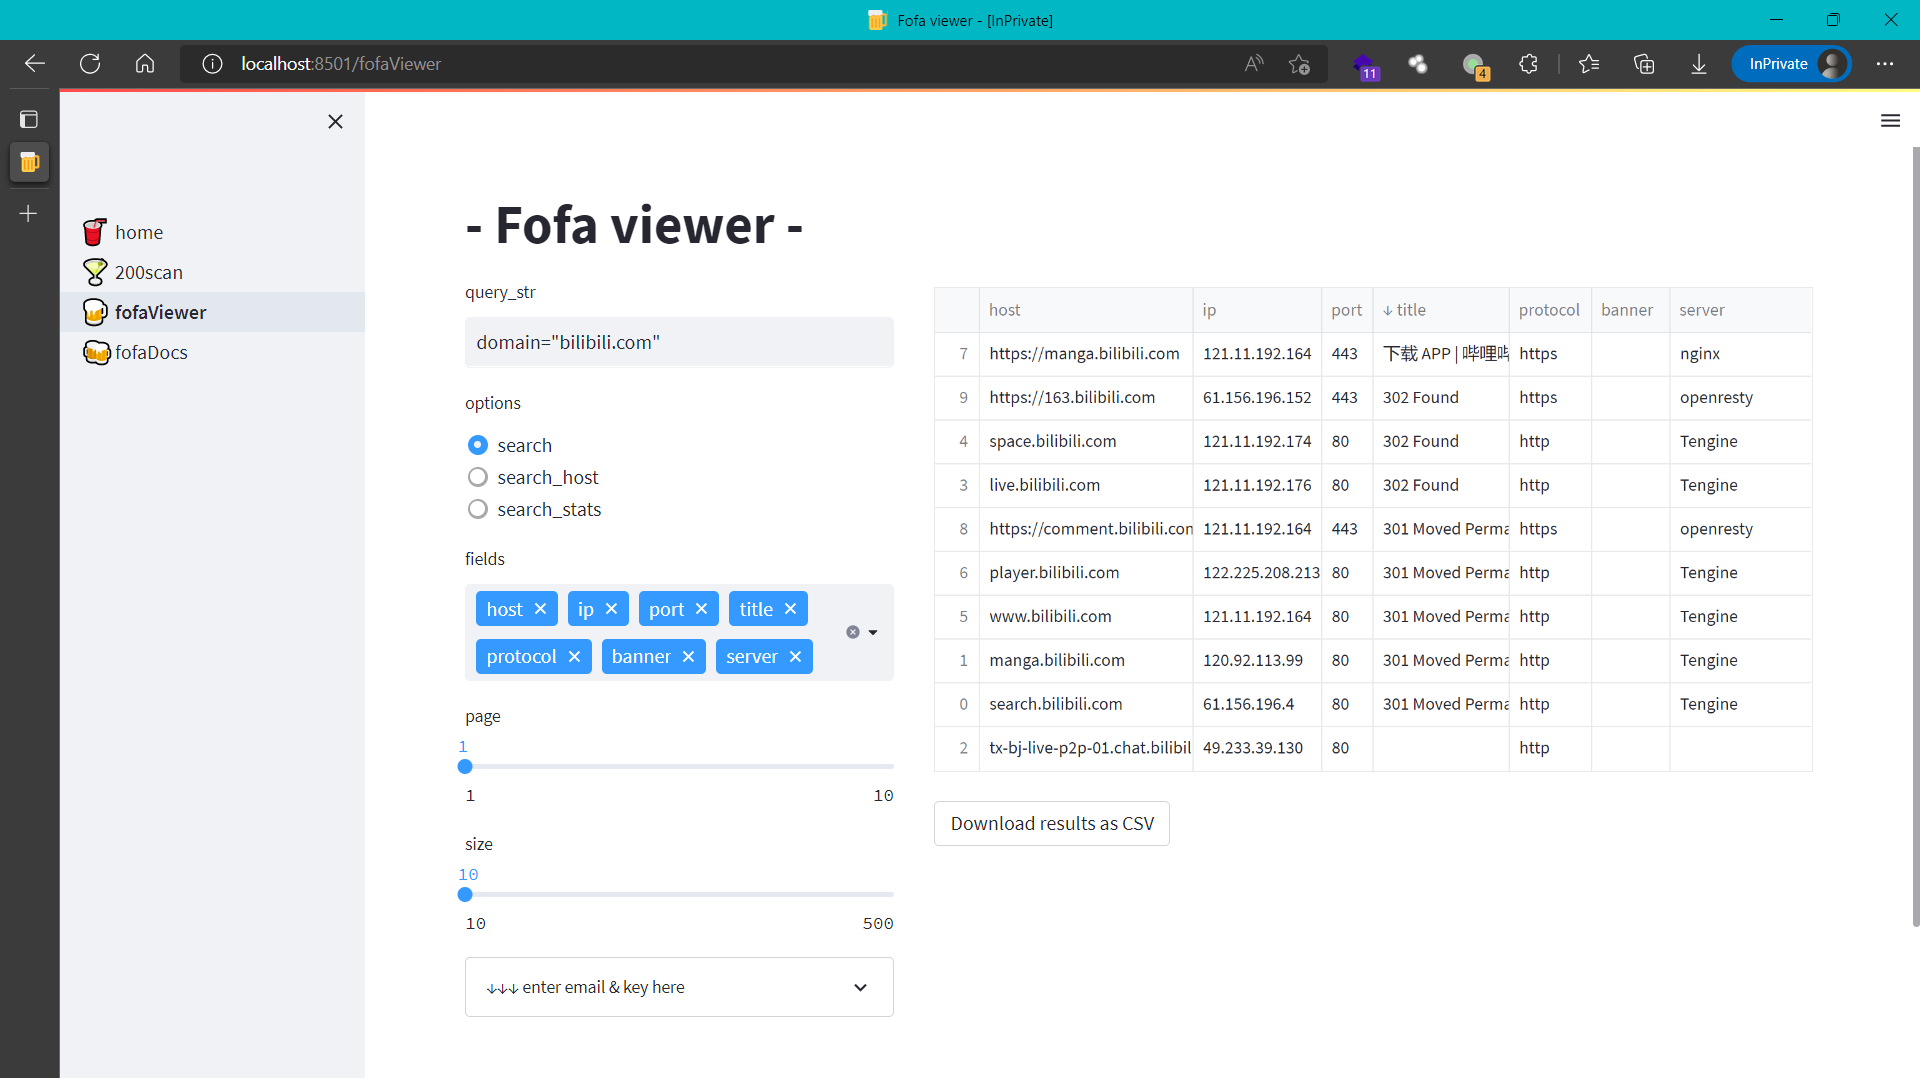 Fofa viewer - [InPrivate]
localhost:8501/fofaViewer
11
4
InPrivate
home
200scan
fofaViewer
fofaDocs
- Fofa viewer -
query_str
domain="bilibili.com"
options
search
search_host
search_stats
fields
host ip port title
protocol banner server
page
1
1 10
size
10
10 500
↓↓↓ enter email & key here
host ip port ↓ title protocol banner server
7 https://manga.bilibili.com 121.11.192.164 443 下载 APP | 哔哩 https nginx
9 https://163.bilibili.com 61.156.196.152 443 302 Found https openresty
4 space.bilibili.com 121.11.192.174 80 302 Found http Tengine
3 live.bilibili.com 121.11.192.176 80 302 Found http Tengine
8 https://comment.bilibili.con 121.11.192.164 443 301 Moved Perma https openresty
6 player.bilibili.com 122.225.208.213 80 301 Moved Perma http Tengine
5 www.bilibili.com 121.11.192.164 80 301 Moved Perma http Tengine
1 manga.bilibili.com 120.92.113.99 80 301 Moved Perma http Tengine
0 search.bilibili.com 61.156.196.4 80 301 Moved Perma http Tengine
2 tx-bj-live-p2p-01.chat.bilibil 49.233.39.130 80 http
Download results as CSV